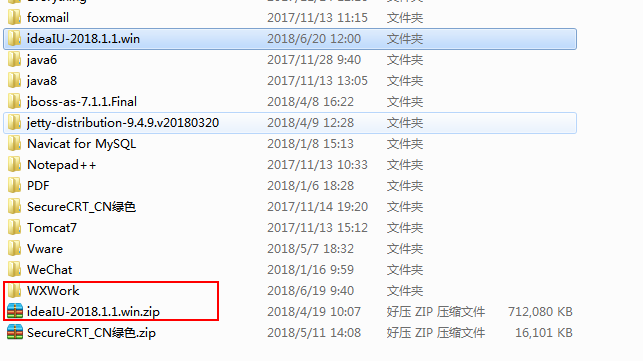 foxmail 2017/11/13 11:15 文件夹
ideaIU-2018.1.1.win 2018/6/20 12:00 文件夹
java6 2017/11/28 9:40 文件夹
java8 2017/11/13 13:05 文件夹
jboss-as-7.1.1.Final 2018/4/8 16:22 文件夹
jetty-distribution-9.4.9.v20180320 2018/4/9 12:28 文件夹
Navicat for MySQL 2018/1/8 15:13 文件夹
Notepad++ 2017/11/13 10:33 文件夹
PDF 2018/1/6 18:28 文件夹
SecureCRT_CN绿色 2017/11/14 19:20 文件夹
Tomcat7 2017/11/13 15:12 文件夹
Vware 2018/5/7 18:32 文件夹
WeChat 2018/1/16 9:59 文件夹
WXWork 2018/6/19 9:40 文件夹
ideaIU-2018.1.1.win.zip 2018/4/19 10:07 好压 ZIP 压缩文件 712,080 KB
SecureCRT_CN绿色.zip 2018/5/11 14:08 好压 ZIP 压缩文件 16,101 KB